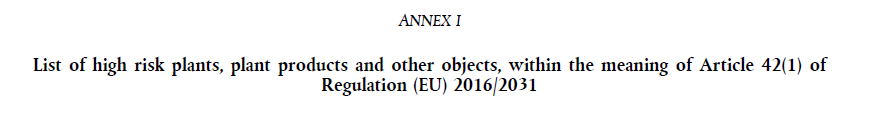 ANNEX I
List of high risk plants, plant products and other objects, within the meaning of Article 42(1) of
Regulation (EU) 2016/2031